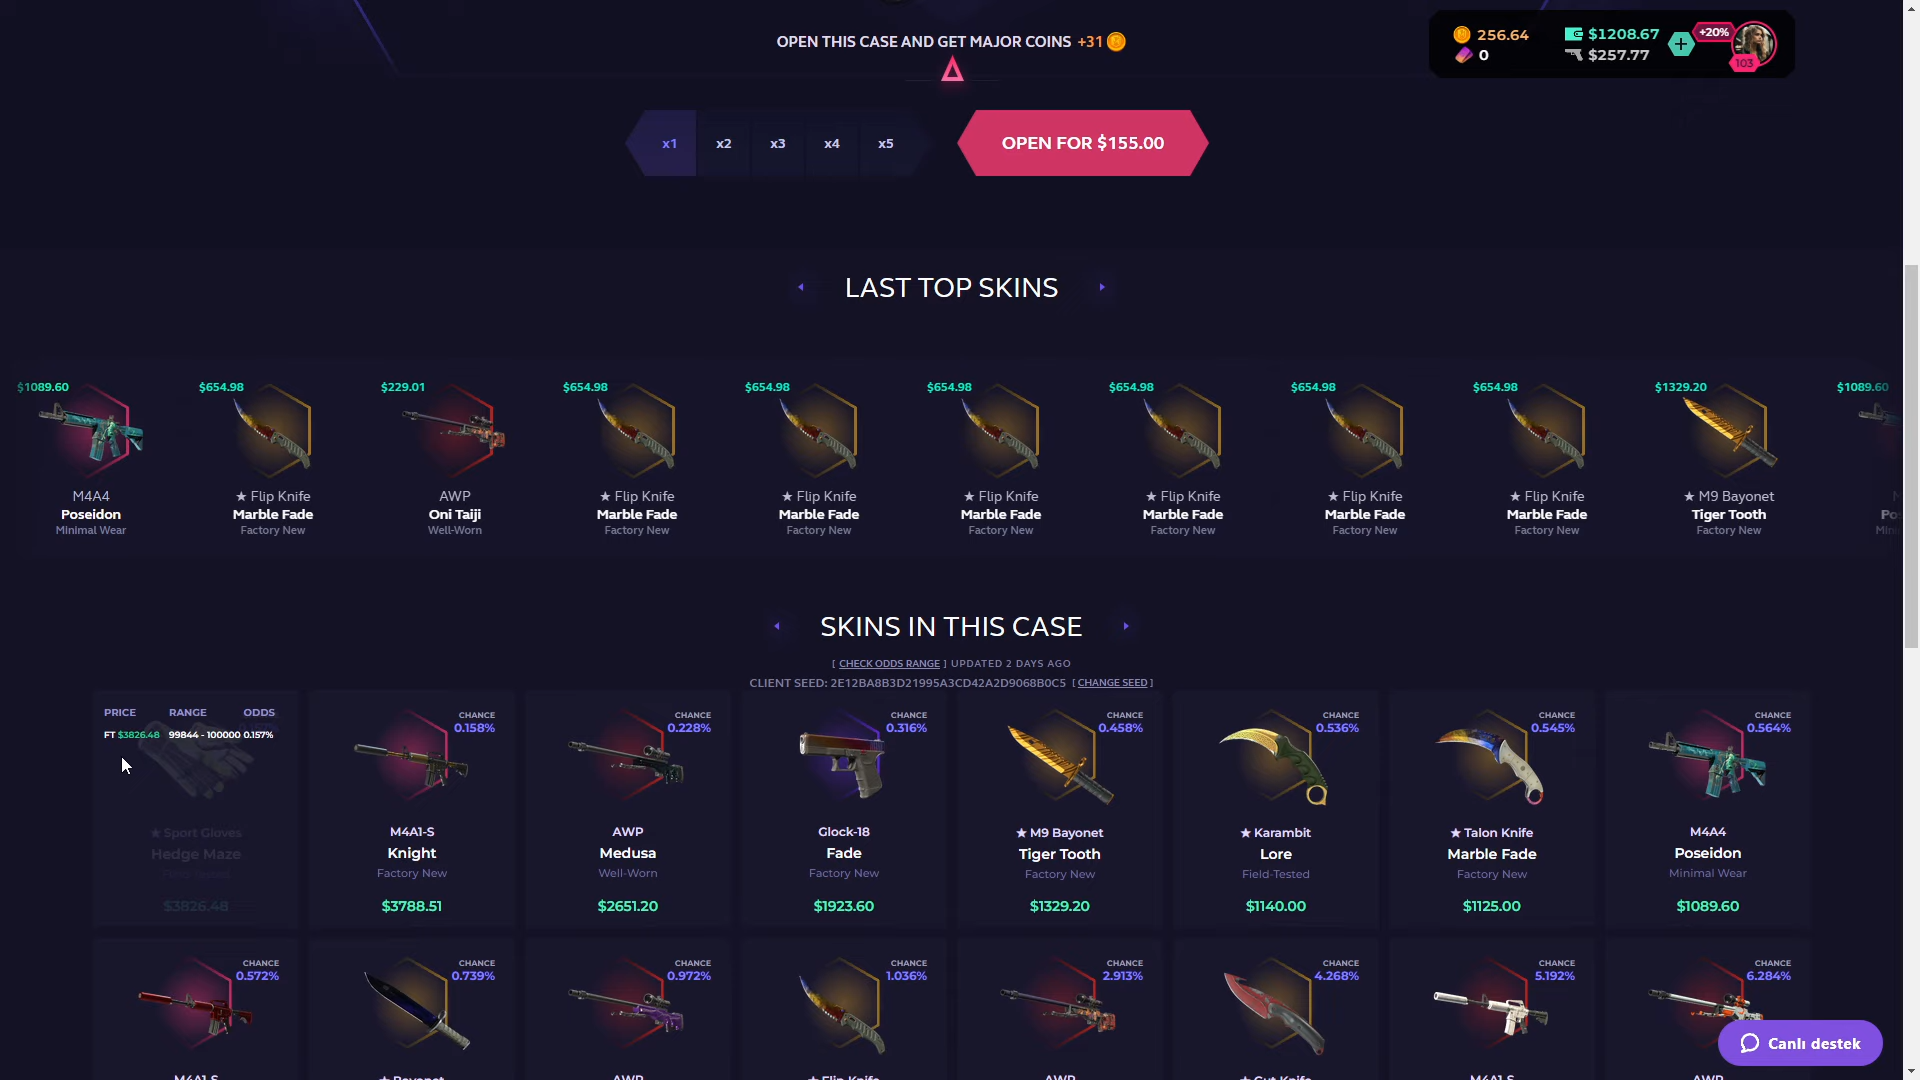 OPEN THIS CASE AND GET MAJOR COINS +31
256.64
0
$1208.67
$257.77
+20%
103
x1 x2 x3 x4 x5
OPEN FOR $155.00
LAST TOP SKINS
$1089.60 $654.98 $229.01 $654.98 $654.98 $654.98 $654.98 $654.98 $654.98 $1329.20 $1089.60
M4A4 ★ Flip Knife AWP ★ Flip Knife ★ Flip Knife ★ Flip Knife ★ Flip Knife ★ Flip Knife ★ Flip Knife ★ M9 Bayonet
Poseidon Marble Fade Oni Taiji Marble Fade Marble Fade Marble Fade Marble Fade Marble Fade Marble Fade Tiger Tooth
Minimal Wear Factory New Well-Worn Factory New Factory New Factory New Factory New Factory New Factory New Factory New
SKINS IN THIS CASE
[ CHECK ODDS RANGE ] UPDATED 2 DAYS AGO
CLIENT SEED: 2E12BA8B3D21995A3CD42A2D9068B0C5 [ CHANGE SEED ]
PRICE RANGE ODDS
FT $3826.48 99844 - 100000 0.157%
★ Sport Gloves
Hedge Maze
Field-Tested
$3826.48
CHANCE
0.158%
M4A1-S
Knight
Factory New
$3788.51
CHANCE
0.228%
AWP
Medusa
Well-Worn
$2651.20
CHANCE
0.316%
Glock-18
Fade
Factory New
$1923.60
CHANCE
0.458%
★ M9 Bayonet
Tiger Tooth
Factory New
$1329.20
CHANCE
0.536%
★ Karambit
Lore
Field-Tested
$1140.00
CHANCE
0.545%
★ Talon Knife
Marble Fade
Factory New
$1125.00
CHANCE
0.564%
M4A4
Poseidon
Minimal Wear
$1089.60
CHANCE
0.572%
M4A1-S
CHANCE
0.739%
★ Bayonet
CHANCE
0.972%
AWP
CHANCE
1.036%
★ Flip Knife
CHANCE
2.913%
AWP
CHANCE
4.268%
★ Gut Knife
CHANCE
5.192%
M4A1-S
CHANCE
6.284%
AWP
Canlı destek